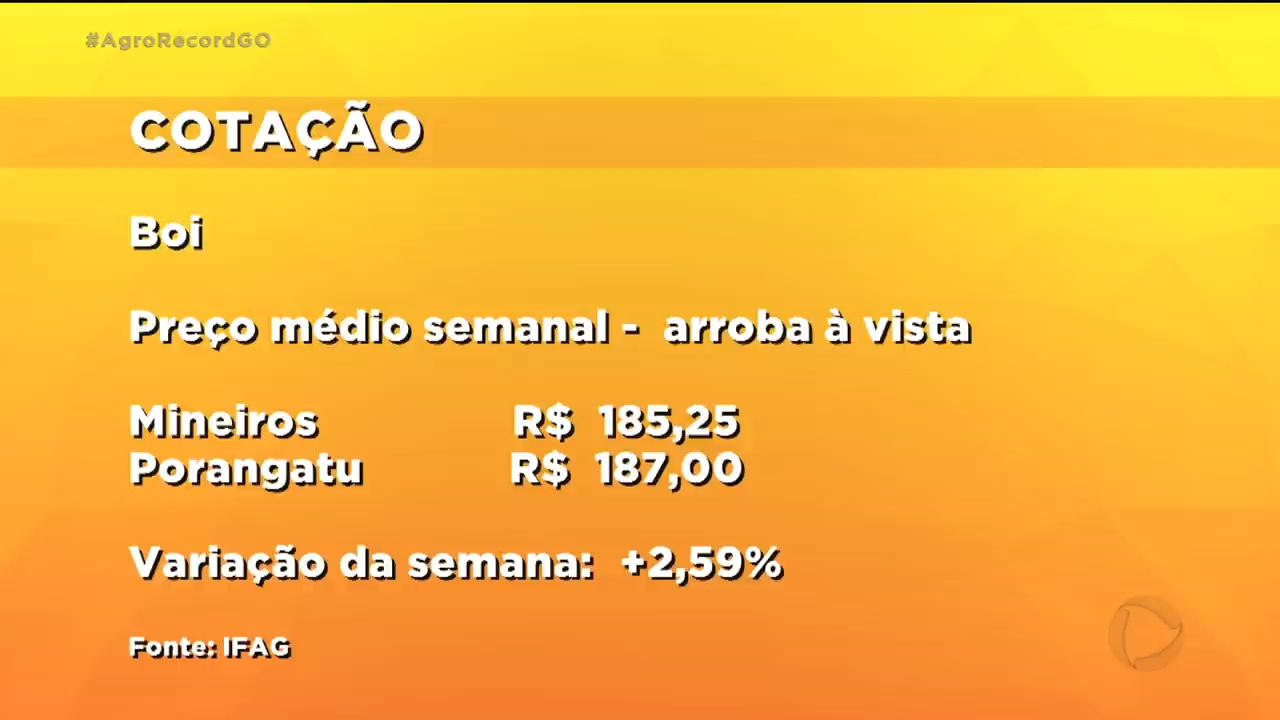 #AgroRecordGO
COTAÇÃO
Boi
Preço médio semanal - arroba à vista
Mineiros R$ 185,25
Porangatu R$ 187,00
Variação da semana: +2,59%
Fonte: IFAG